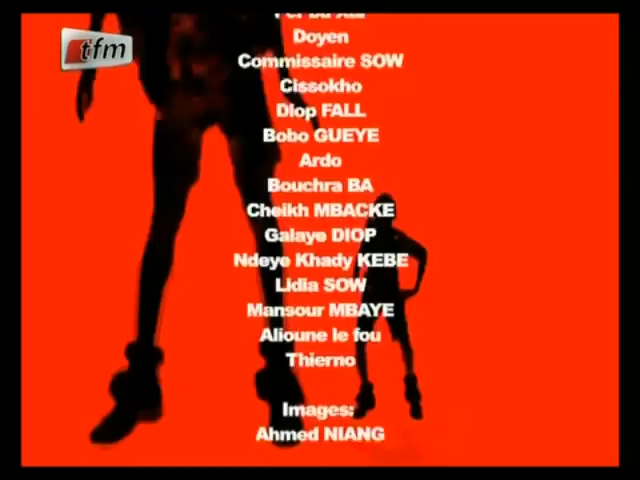 tfm
Doyen
Commissaire SOW
Cissokho
DIop FALL
Bobo GUEYE
Ardo
Bouchra BA
Cheikh MBACKE
Galaye DIOP
Ndeye Khady KEBE
Lidia SOW
Mansour MBAYE
Alioune le fou
Thierno
Images:
Ahmed NIANG